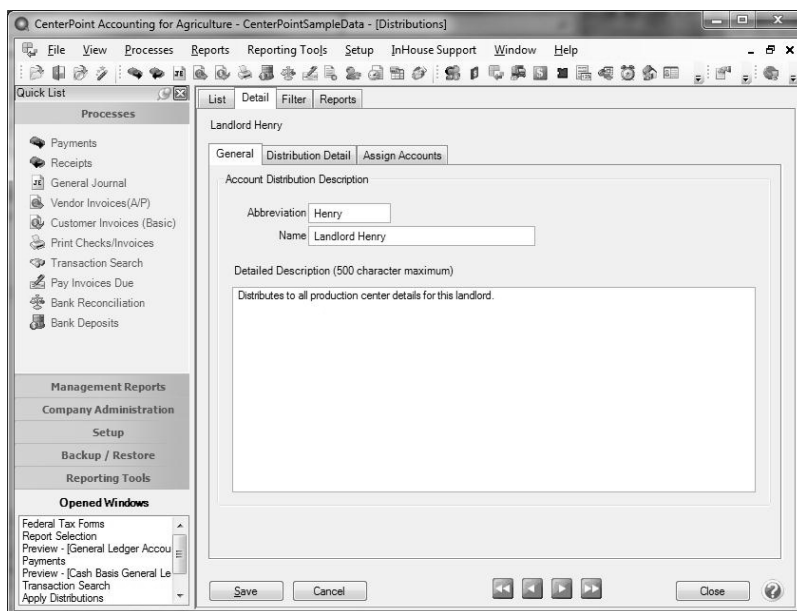 CenterPoint Accounting for Agriculture - CenterPointSampleData - [Distributions]
File View Processes Reports Reporting Tools Setup InHouse Support Window Help
Quick List
Processes
Payments
Receipts
JE General Journal
Vendor Invoices(A/P)
Customer Invoices (Basic)
Print Checks/Invoices
Transaction Search
Pay Invoices Due
Bank Reconciliation
Bank Deposits
Management Reports
Company Administration
Setup
Backup / Restore
Reporting Tools
Opened Windows
Federal Tax Forms
Report Selection
Preview - [General Ledger Accou
Payments
Preview - [Cash Basis General Le
Transaction Search
Apply Distributions
List Detail Filter Reports
Landlord Henry
General Distribution Detail Assign Accounts
Account Distribution Description
Abbreviation Henry
Name Landlord Henry
Detailed Description (500 character maximum)
Distributes to all production center details for this landlord.
Save Cancel Close